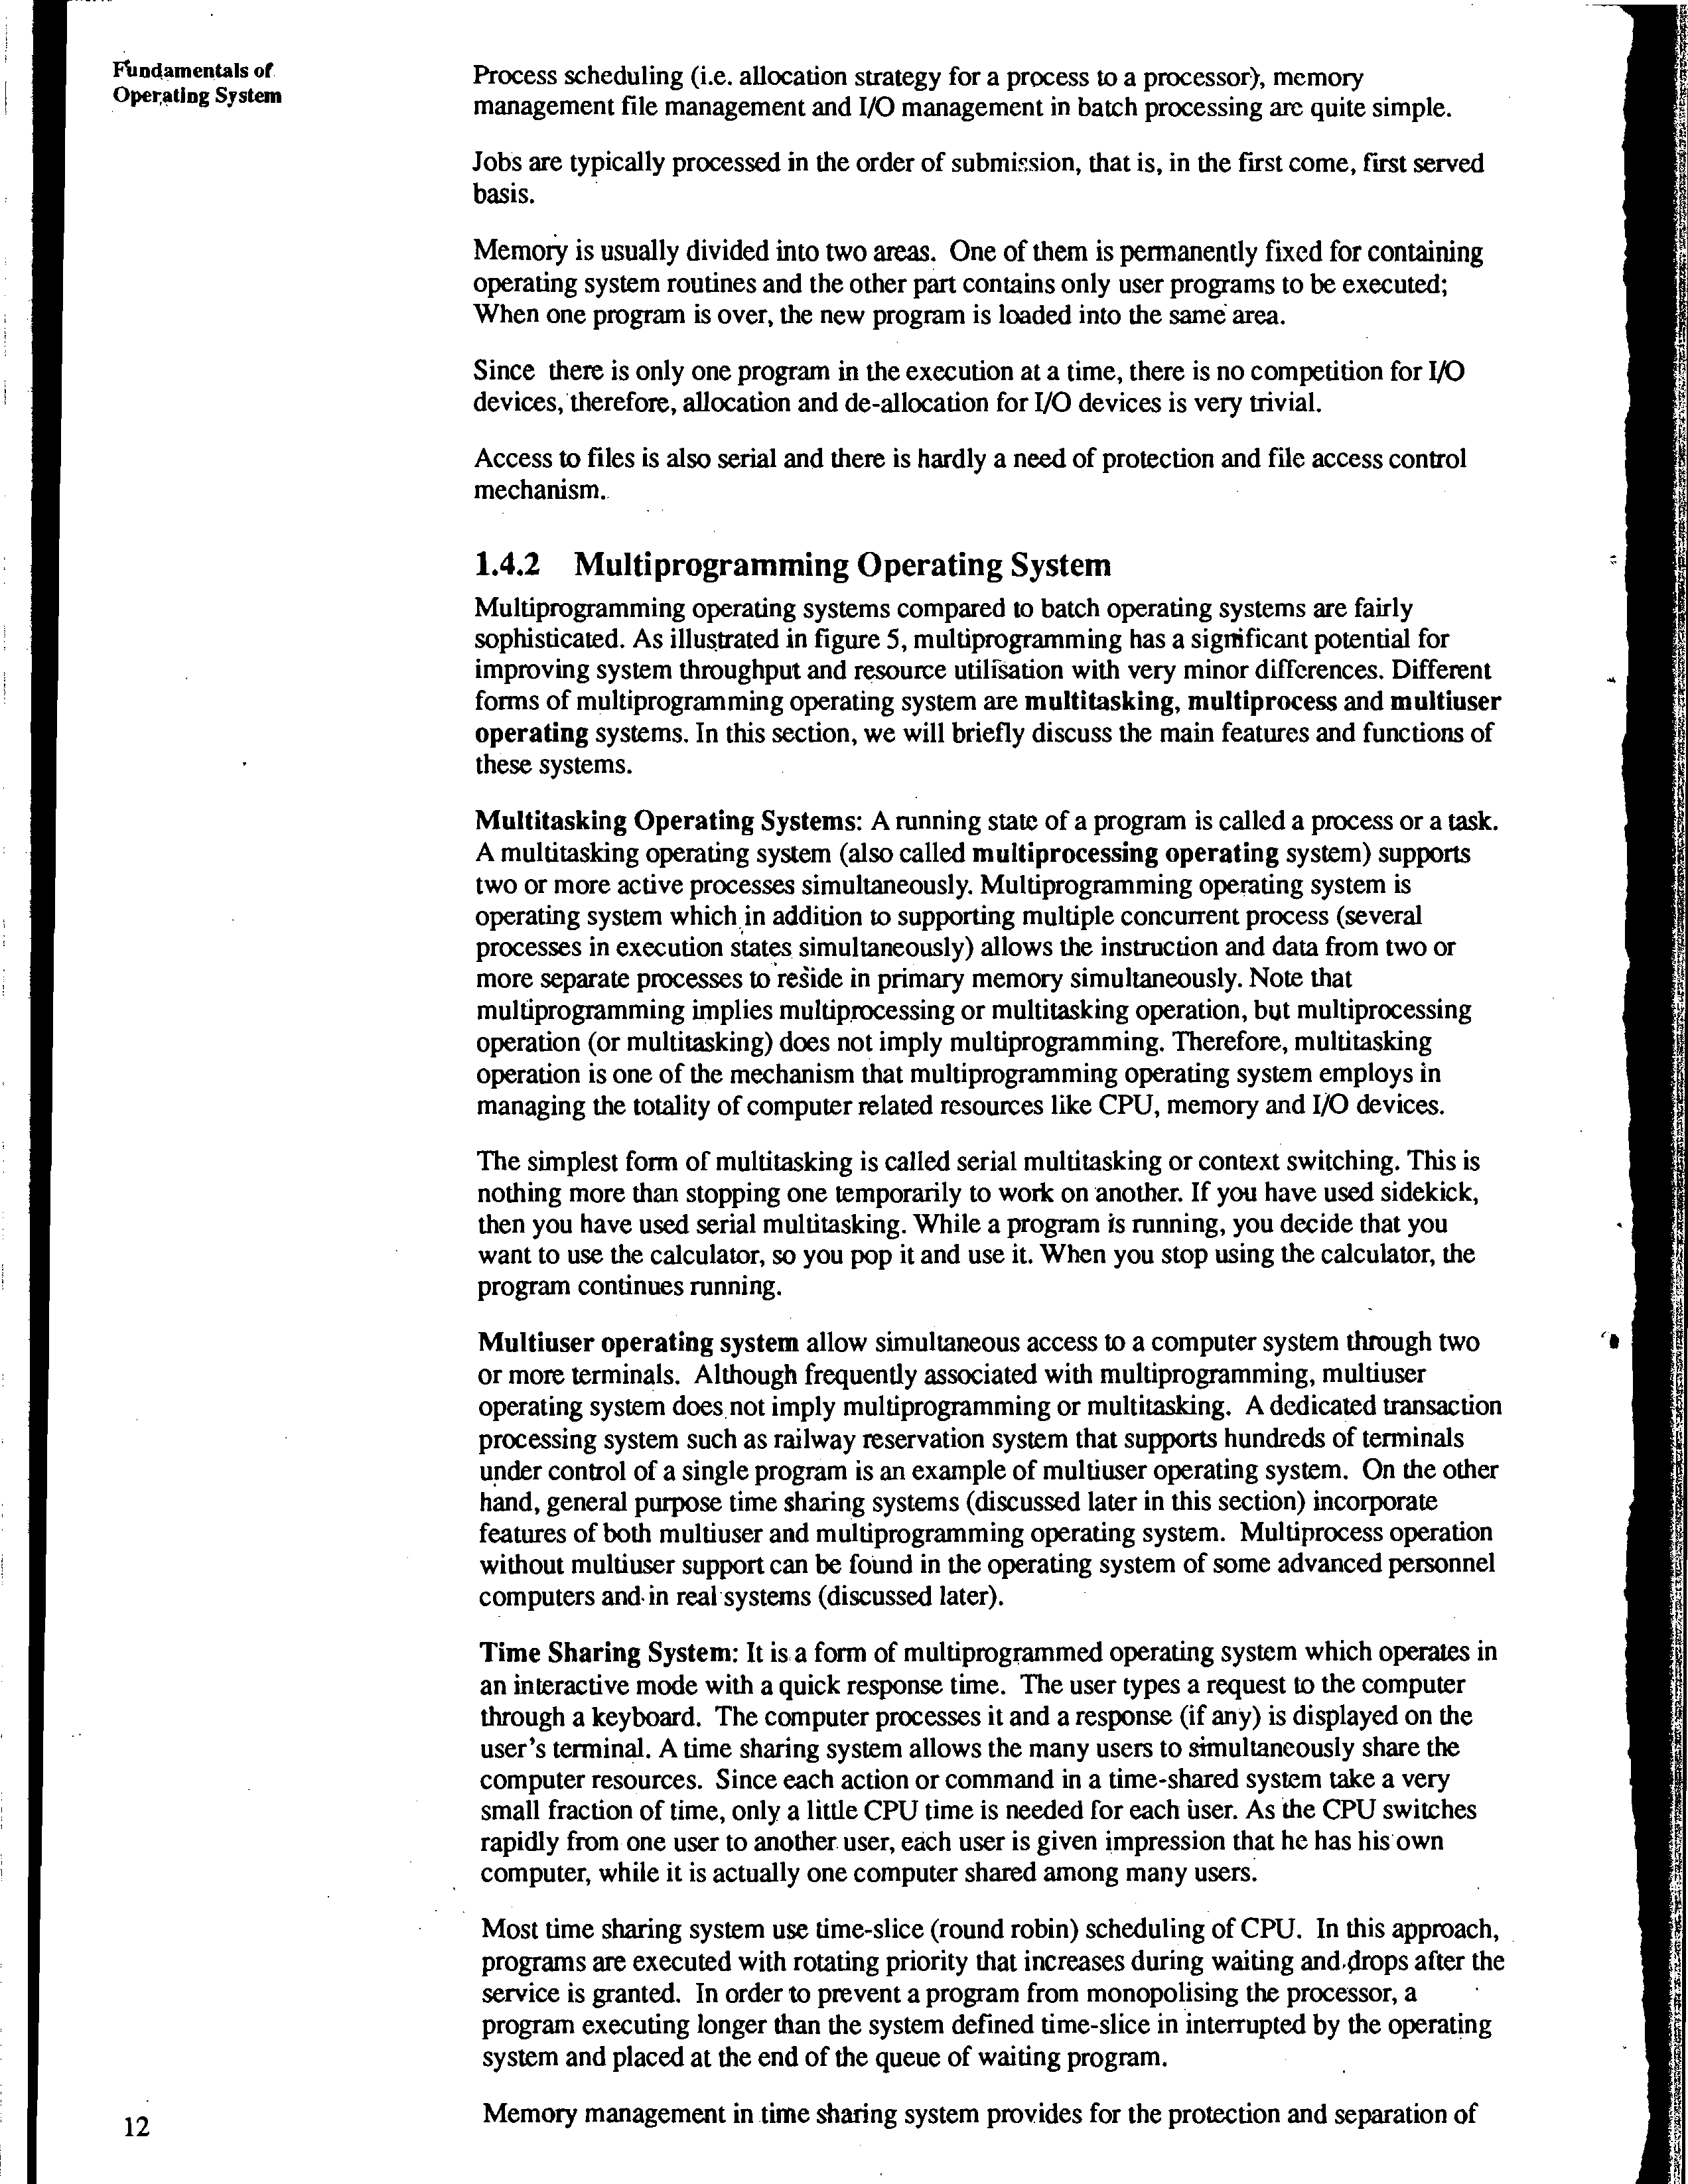 Fundamentals of
Operating System
Process scheduling (i.e. allocation strategy for a process to a processor), memory
management file management and I/O management in batch processing are quite simple.
Jobs are typically processed in the order of submission, that is, in the first come, first served
basis.
Memory is usually divided into two areas. One of them is permanently fixed for containing
operating system routines and the other part contains only user programs to be executed;
When one program is over, the new program is loaded into the same area.
Since there is only one program in the execution at a time, there is no competition for I/O
devices, therefore, allocation and de-allocation for I/O devices is very trivial.
Access to files is also serial and there is hardly a need of protection and file access control
mechanism.
1.4.2 Multiprogramming Operating System
Multiprogramming operating systems compared to batch operating systems are fairly
sophisticated. As illustrated in figure 5, multiprogramming has a significant potential for
improving system throughput and resource utilisation with very minor differences. Different
forms of multiprogramming operating system are multitasking, multiprocess and multiuser
operating systems. In this section, we will briefly discuss the main features and functions of
these systems.
Multitasking Operating Systems: A running state of a program is called a process or a task.
A multitasking operating system (also called multiprocessing operating system) supports
two or more active processes simultaneously. Multiprogramming operating system is
operating system which in addition to supporting multiple concurrent process (several
processes in execution states simultaneously) allows the instruction and data from two or
more separate processes to reside in primary memory simultaneously. Note that
multiprogramming implies multiprocessing or multitasking operation, but multiprocessing
operation (or multitasking) does not imply multiprogramming. Therefore, multitasking
operation is one of the mechanism that multiprogramming operating system employs in
managing the totality of computer related resources like CPU, memory and I/O devices.
The simplest form of multitasking is called serial multitasking or context switching. This is
nothing more than stopping one temporarily to work on another. If you have used sidekick,
then you have used serial multitasking. While a program is running, you decide that you
want to use the calculator, so you pop it and use it. When you stop using the calculator, the
program continues running.
Multiuser operating system allow simultaneous access to a computer system through two
or more terminals. Although frequently associated with multiprogramming, multiuser
operating system does not imply multiprogramming or multitasking. A dedicated transaction
processing system such as railway reservation system that supports hundreds of terminals
under control of a single program is an example of multiuser operating system. On the other
hand, general purpose time sharing systems (discussed later in this section) incorporate
features of both multiuser and multiprogramming operating system. Multiprocess operation
without multiuser support can be found in the operating system of some advanced personnel
computers and in real systems (discussed later).
Time Sharing System: It is a form of multiprogrammed operating system which operates in
an interactive mode with a quick response time. The user types a request to the computer
through a keyboard. The computer processes it and a response (if any) is displayed on the
user's terminal. A time sharing system allows the many users to simultaneously share the
computer resources. Since each action or command in a time-shared system take a very
small fraction of time, only a little CPU time is needed for each user. As the CPU switches
rapidly from one user to another user, each user is given impression that he has his own
computer, while it is actually one computer shared among many users.
Most time sharing system use time-slice (round robin) scheduling of CPU. In this approach,
programs are executed with rotating priority that increases during waiting and drops after the
service is granted. In order to prevent a program from monopolising the processor, a
program executing longer than the system defined time-slice in interrupted by the operating
system and placed at the end of the queue of waiting program.
Memory management in time sharing system provides for the protection and separation of
12